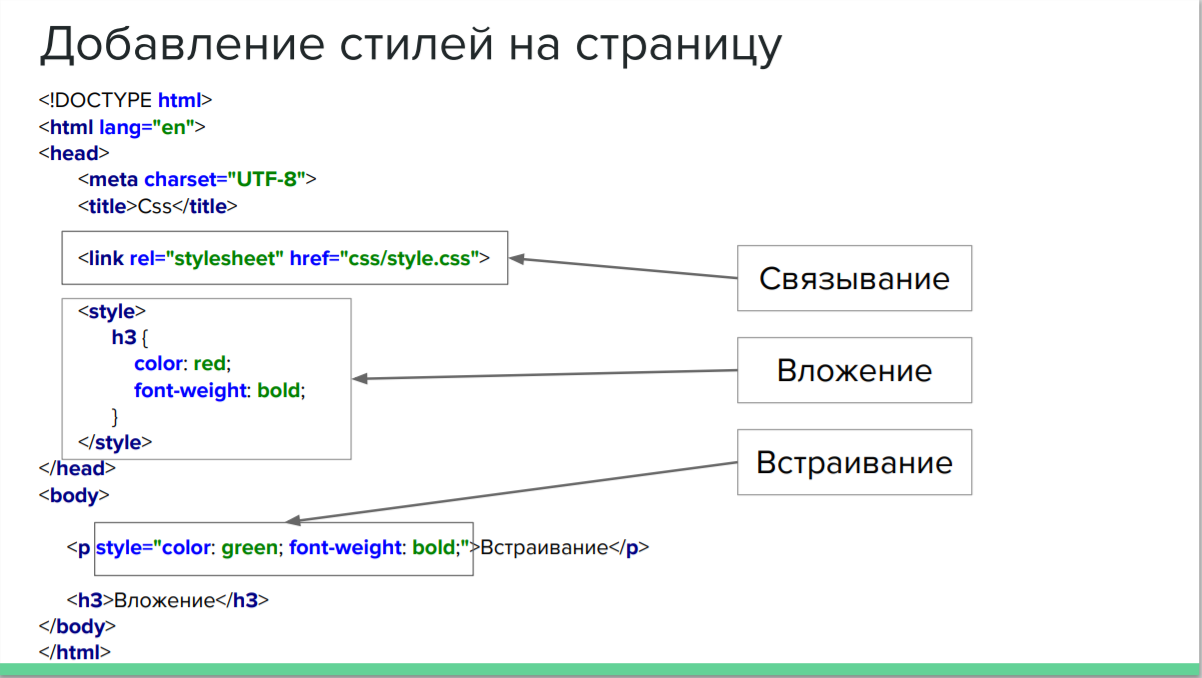 Добавление стилей на страницу
<!DOCTYPE html>
<html lang="en">
<head>
<meta charset="UTF-8">
<title>Css</title>
<link rel="stylesheet" href="css/style.css">
Связывание
<style>
h3 {
color: red;
font-weight: bold;
}
</style>
Вложение
</head>
<body>
Встраивание
<p style="color: green; font-weight: bold;">Встраивание</p>
<h3>Вложение</h3>
</body>
</html>